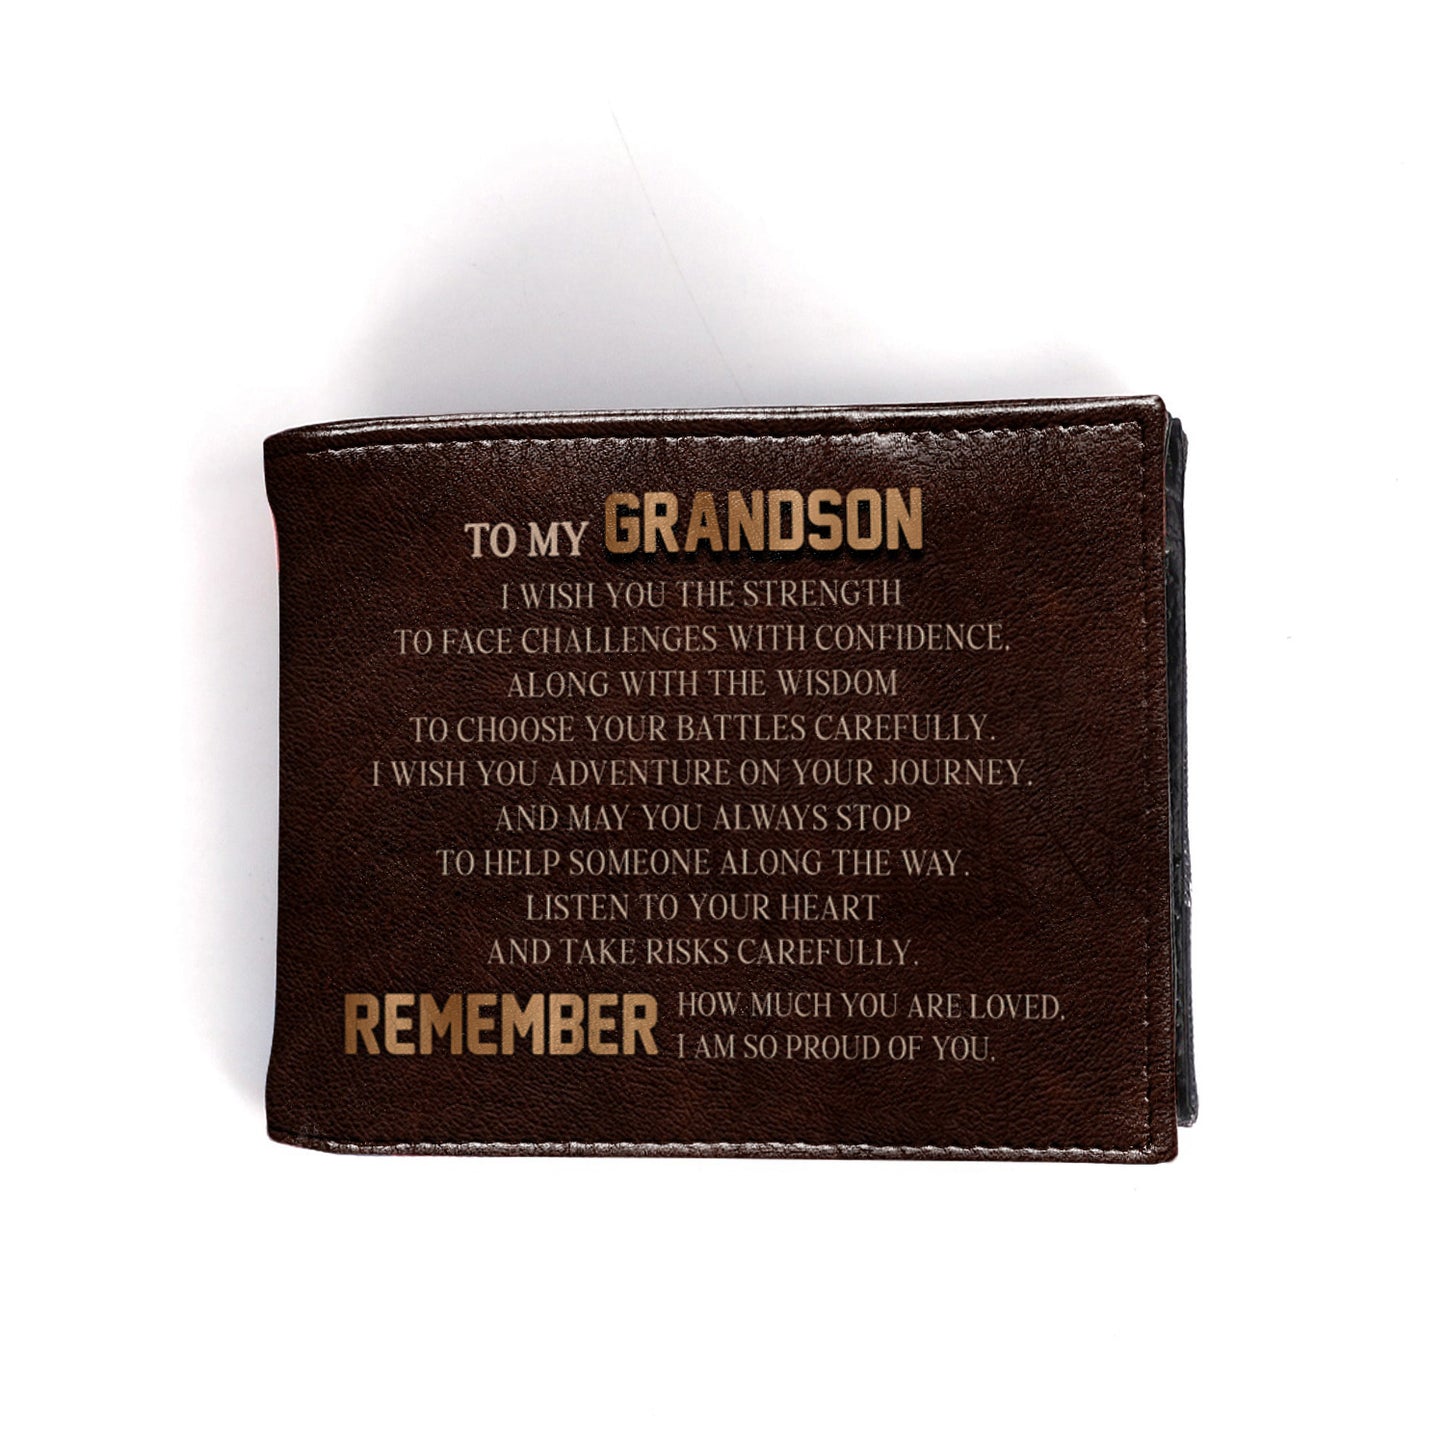 TO MY GRANDSON
I WISH YOU THE STRENGTH
TO FACE CHALLENGES WITH CONFIDENCE,
ALONG WITH THE WISDOM
TO CHOOSE YOUR BATTLES CAREFULLY.
I WISH YOU ADVENTURE ON YOUR JOURNEY.
AND MAY YOU ALWAYS STOP
TO HELP SOMEONE ALONG THE WAY.
LISTEN TO YOUR HEART
AND TAKE RISKS CAREFULLY.
REMEMBER HOW MUCH YOU ARE LOVED,
I AM SO PROUD OF YOU.